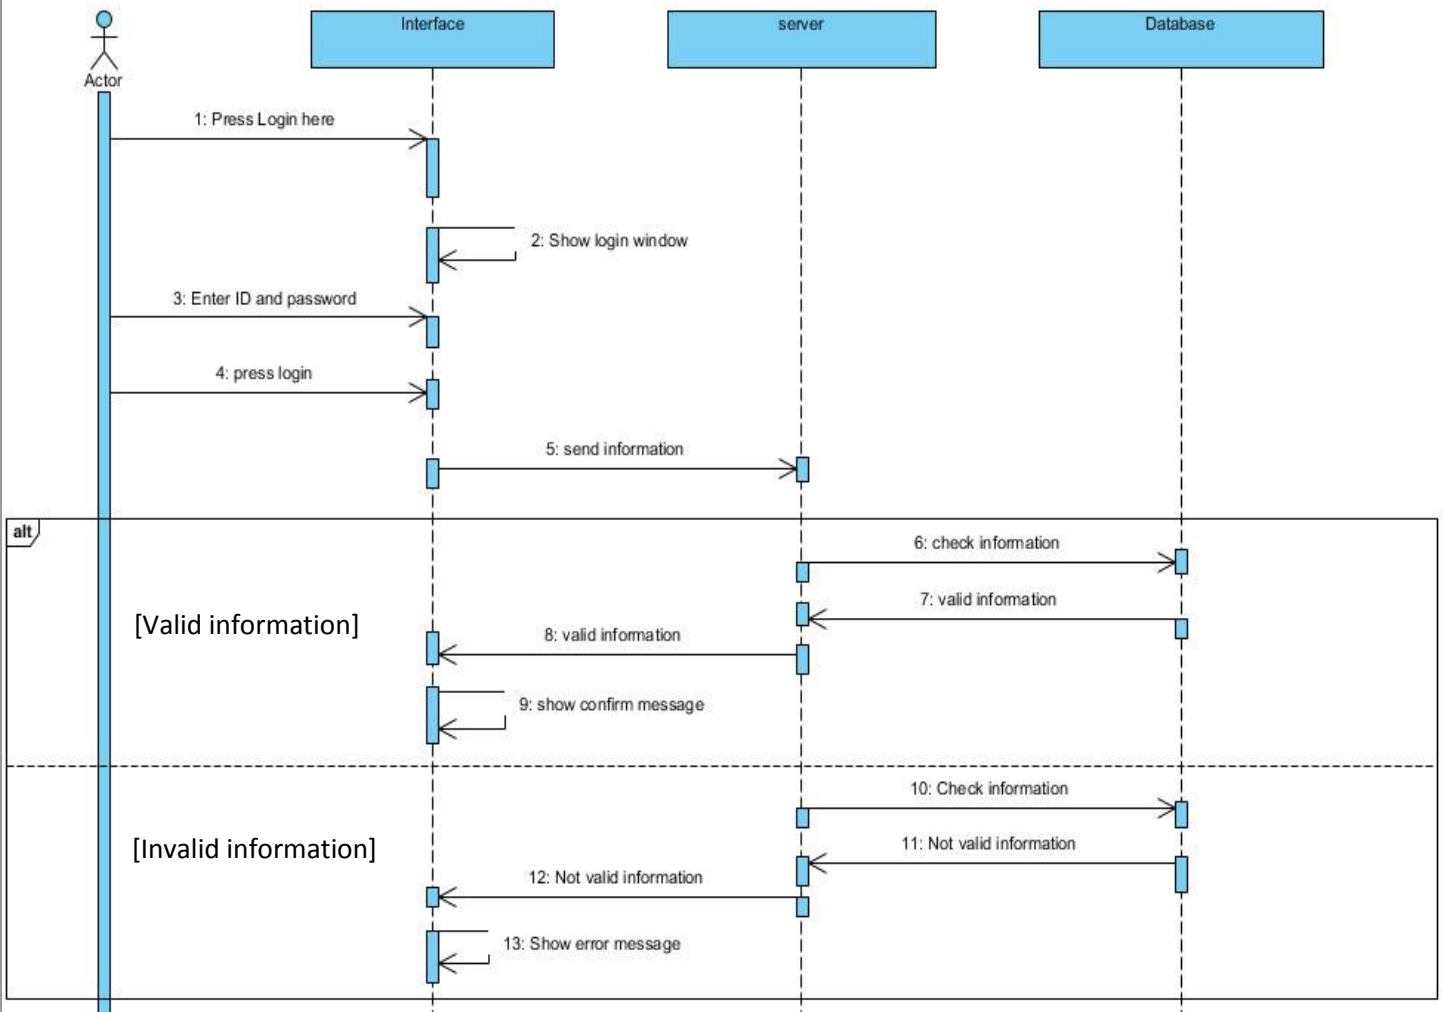 Interface
server
Database
Actor
1: Press Login here
2: Show login window
3: Enter ID and password
4: press login
5: send information
alt
6: check information
7: valid information
[Valid information]
8: valid information
9: show confirm message
10: Check information
11: Not valid information
[Invalid information]
12: Not valid information
13: Show error message